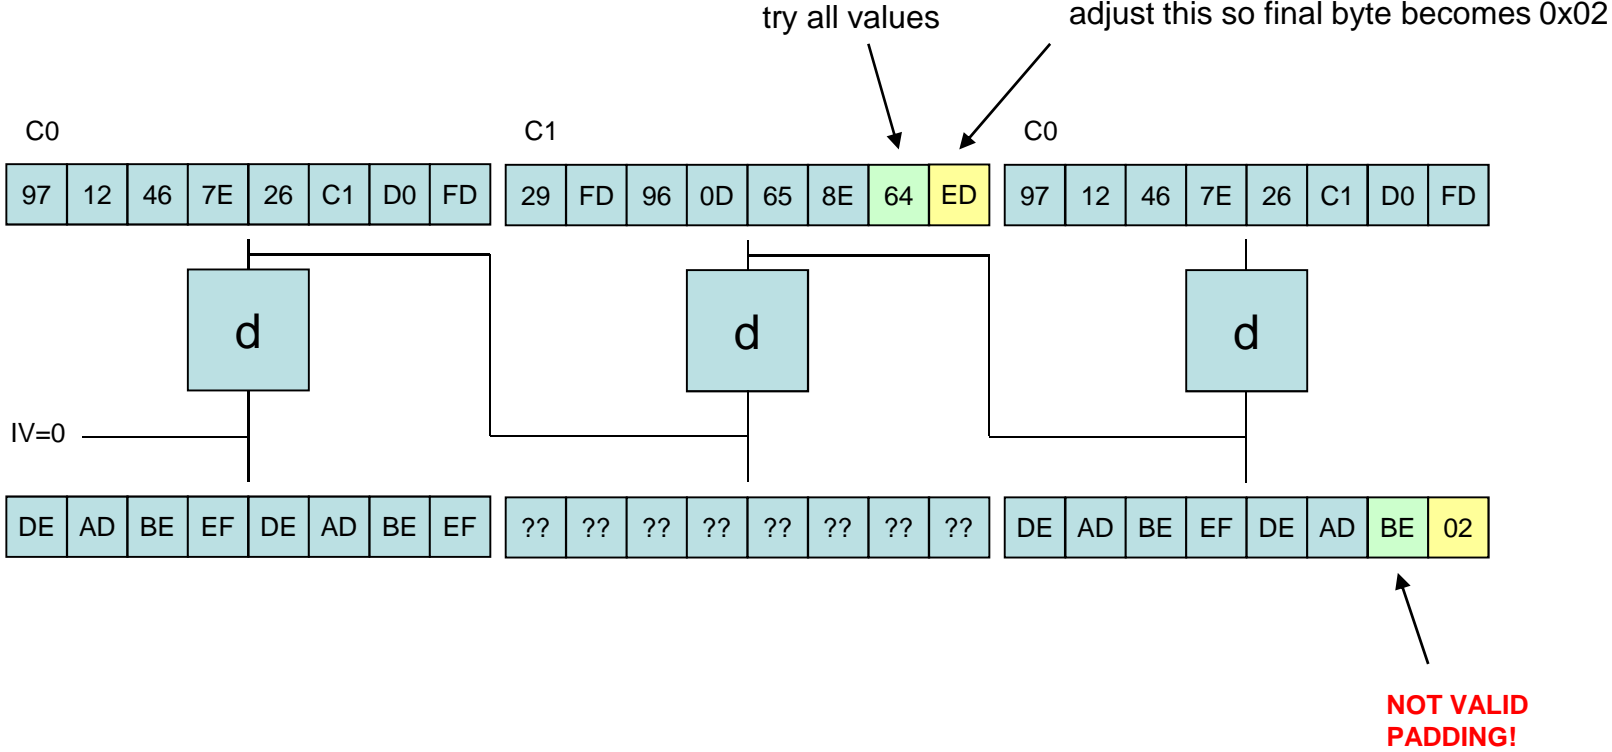 try all values
adjust this so final byte becomes 0x02
C0
C1
C0
97 12 46 7E 26 C1 D0 FD
29 FD 96 0D 65 8E 64 ED
97 12 46 7E 26 C1 D0 FD
d
d
d
IV=0
DE AD BE EF DE AD BE EF
?? ?? ?? ?? ?? ?? ?? ??
DE AD BE EF DE AD BE 02
NOT VALID
PADDING!